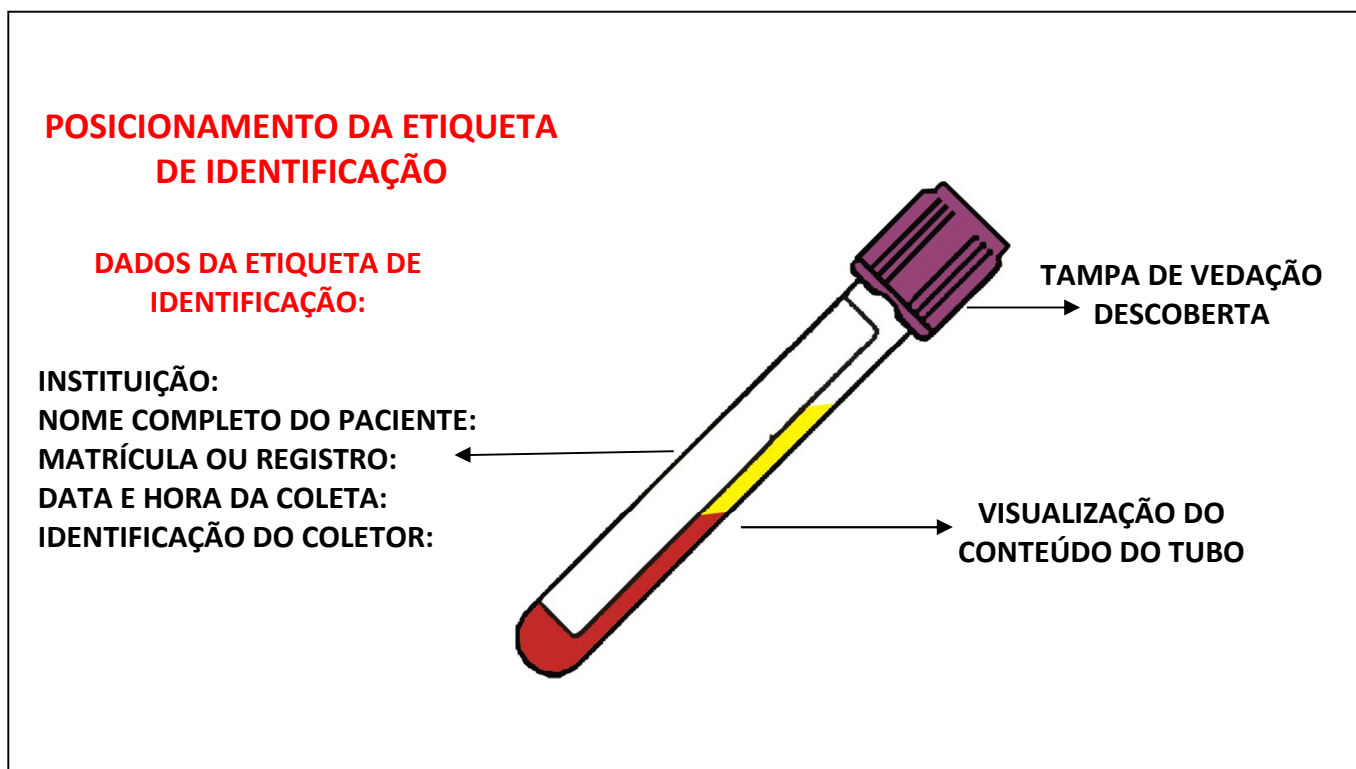 POSICIONAMENTO DA ETIQUETA
DE IDENTIFICAÇÃO
DADOS DA ETIQUETA DE
IDENTIFICAÇÃO:
INSTITUIÇÃO:
NOME COMPLETO DO PACIENTE:
MATRÍCULA OU REGISTRO:
DATA E HORA DA COLETA:
IDENTIFICAÇÃO DO COLETOR:
TAMPA DE VEDAÇÃO
DESCOBERTA
VISUALIZAÇÃO DO
CONTEÚDO DO TUBO